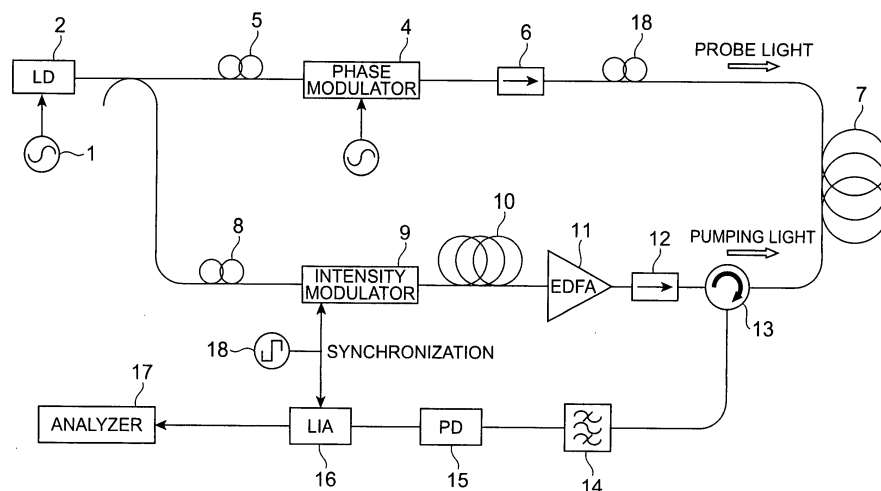 2
5
4
6
18
LD
PHASE
MODULATOR
PROBE LIGHT
1
7
8
9
10
11
12
PUMPING LIGHT
INTENSITY
MODULATOR
EDFA
13
18
SYNCHRONIZATION
17
ANALYZER
LIA
PD
16
15
14